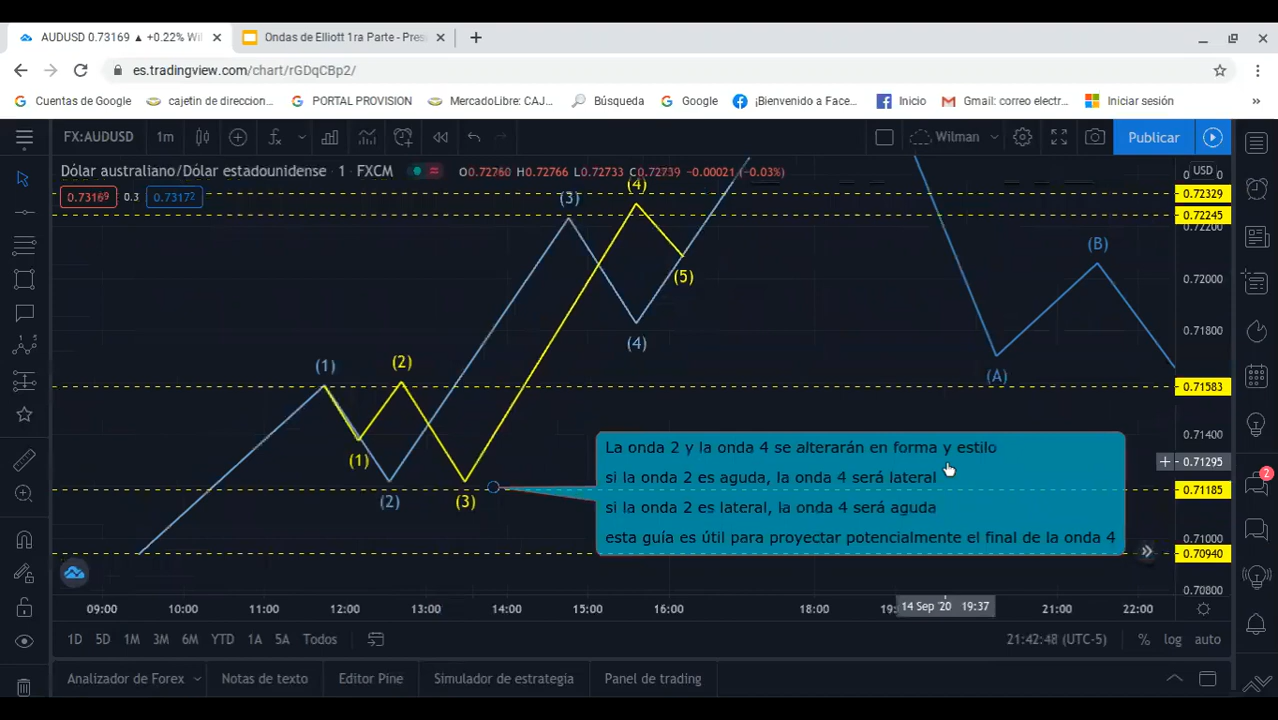 AUDUSD 0.73169 ▲ +0.22% Wil
Ondas de Elliott 1ra Parte - Pres
es.tradingview.com/chart/rGDqCBp2/
Cuentas de Google
cajetin de direccion...
PORTAL PROVISION
MercadoLibre: CAJ...
Búsqueda
Google
¡Bienvenido a Face...
Inicio
Gmail: correo electr...
Iniciar sesión
FX:AUDUSD
1m
Wilman
Publicar
Dólar australiano/Dólar estadounidense · 1 · FXCM
O0.72760 H0.72766 L0.72733 C0.72739 -0.00021 (-0.03%)
USD
0.73169
0.3
0.73172
0.72329
0.72245
0.72200
0.72000
0.71800
0.71583
0.71400
0.71295
0.71185
0.71000
0.70940
0.70800
(4)
(3)
(B)
(5)
(4)
(1)
(2)
(A)
(1)
(2)
(3)
La onda 2 y la onda 4 se alterarán en forma y estilo
si la onda 2 es aguda, la onda 4 será lateral
si la onda 2 es lateral, la onda 4 será aguda
esta guía es útil para proyectar potencialmente el final de la onda 4
2
09:00 10:00 11:00 12:00 13:00 14:00 15:00 16:00 18:00 14 Sep '20 19:37 21:00 22:00
1D 5D 1M 3M 6M YTD 1A 5A Todos
21:42:48 (UTC-5) % log auto
Analizador de Forex
Notas de texto
Editor Pine
Simulador de estrategia
Panel de trading